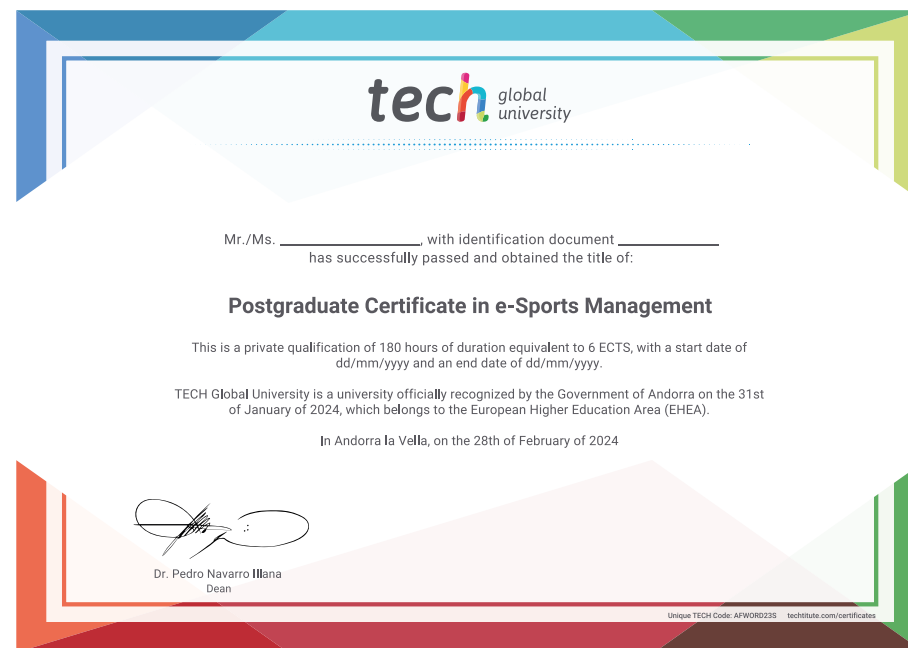 tech global
university
Mr./Ms. ____________, with identification document ____________
has successfully passed and obtained the title of:
Postgraduate Certificate in e-Sports Management
This is a private qualification of 180 hours of duration equivalent to 6 ECTS, with a start date of
dd/mm/yyyy and an end date of dd/mm/yyyy.
TECH Global University is a university officially recognized by the Government of Andorra on the 31st
of January of 2024, which belongs to the European Higher Education Area (EHEA).
In Andorra la Vella, on the 28th of February of 2024
Dr. Pedro Navarro Illana
Dean
Unique TECH Code: AFWORD23S techtitute.com/certificates